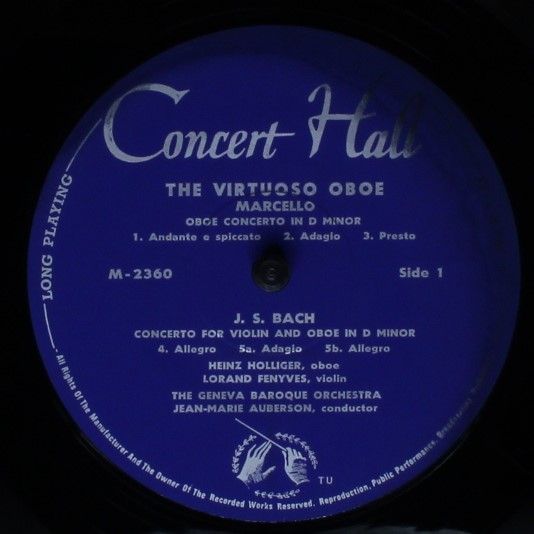 Concert Hall
THE VIRTUOSO OBOE
MARCELLO
OBOE CONCERTO IN D MINOR
1. Andante e spiccato 2. Adagio 3. Presto
LONG PLAYING
M-2360 Side 1
J. S. BACH
CONCERTO FOR VIOLIN AND OBOE IN D MINOR
4. Allegro 5a. Adagio 5b. Allegro
HEINZ HOLLIGER, oboe
LORAND FENYVES, violin
THE GENEVA BAROQUE ORCHESTRA
JEAN-MARIE AUBERSON, conductor
TU
All Rights Of The Manufacturer And The Owner Of The Recorded Works Reserved. Reproduction, Public Performance, Broadcasting